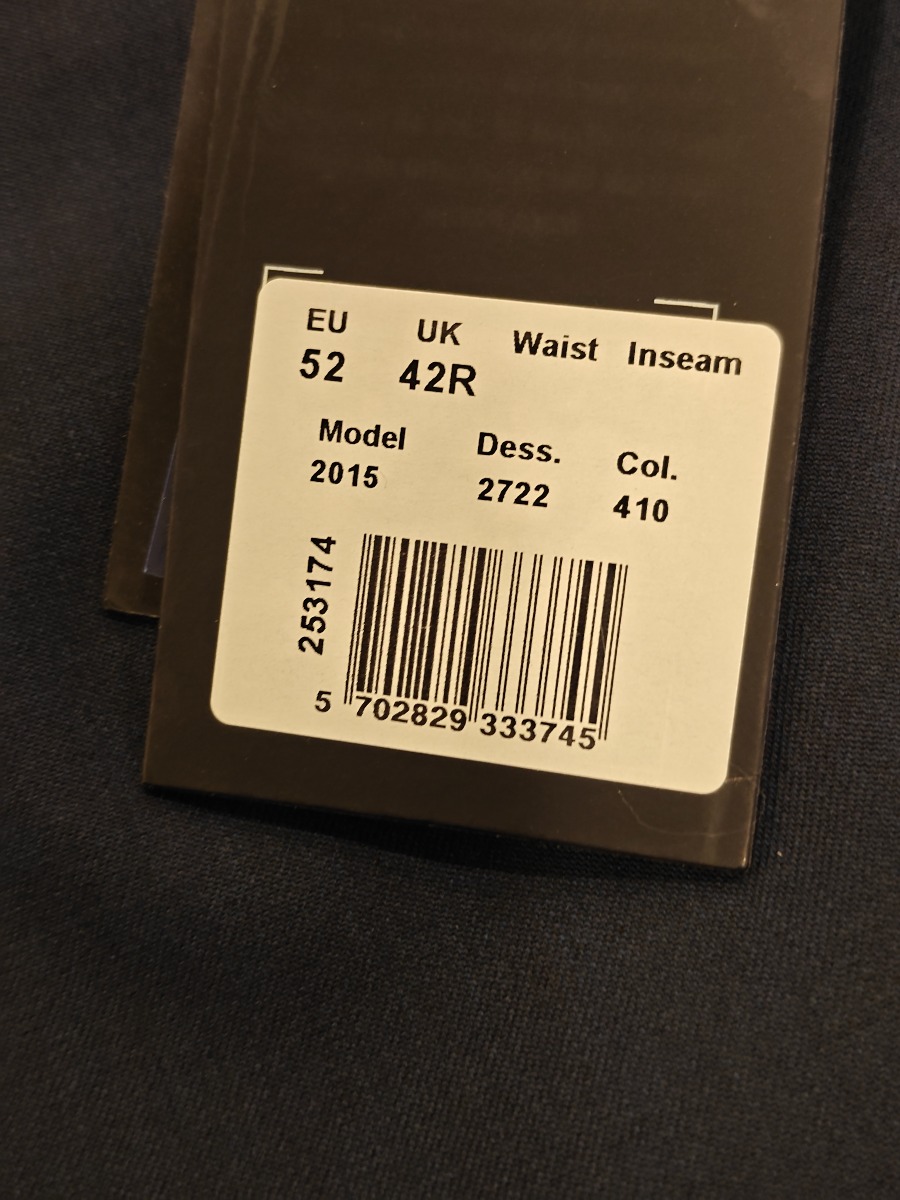 EU UK Waist Inseam
52 42R
Model Dess. Col.
2015 2722 410
253174
5 702829 333745